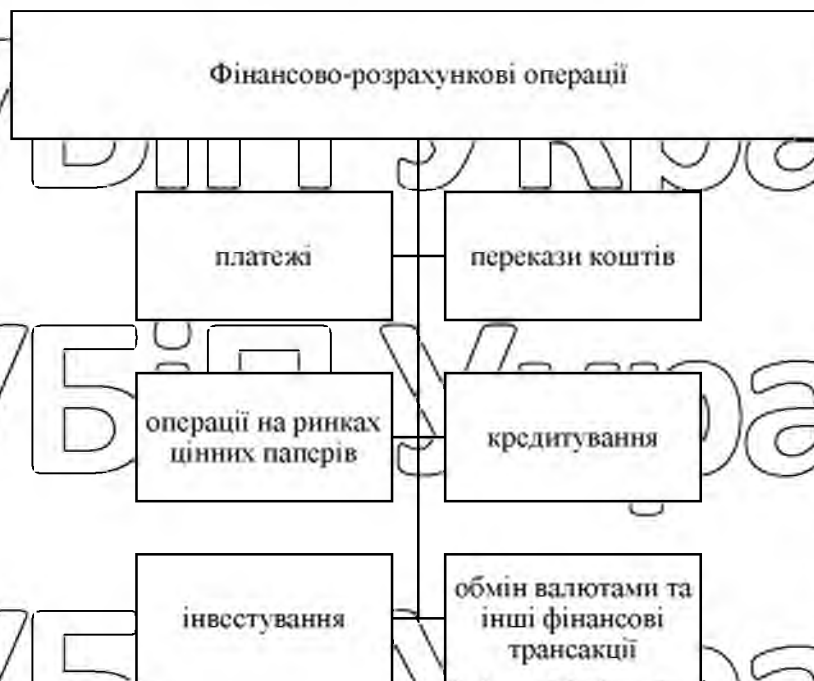 Фінансово-розрахункові операції
платежі
перекази коштів
операції на ринках
цінних паперів
кредитування
інвестування
обмін валютами та
інші фінансові
трансакції